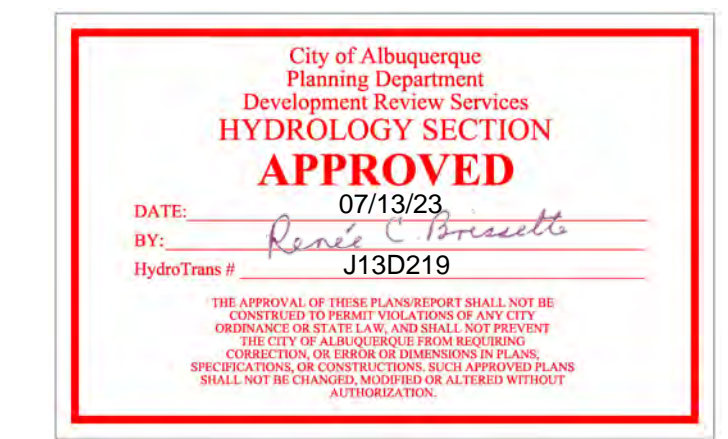 City of Albuquerque
Planning Department
Development Review Services
HYDROLOGY SECTION
APPROVED
DATE: 07/13/23
BY: Renée C. Brissette
HydroTrans # J13D219
THE APPROVAL OF THESE PLANS/REPORT SHALL NOT BE
CONSTRUED TO PERMIT VIOLATIONS OF ANY CITY
ORDINANCE OR STATE LAW, AND SHALL NOT PREVENT
THE CITY OF ALBUQUERQUE FROM REQUIRING
CORRECTION, OR ERROR OR DIMENSIONS IN PLANS,
SPECIFICATIONS, OR CONSTRUCTIONS. SUCH APPROVED PLANS
SHALL NOT BE CHANGED, MODIFIED OR ALTERED WITHOUT
AUTHORIZATION.